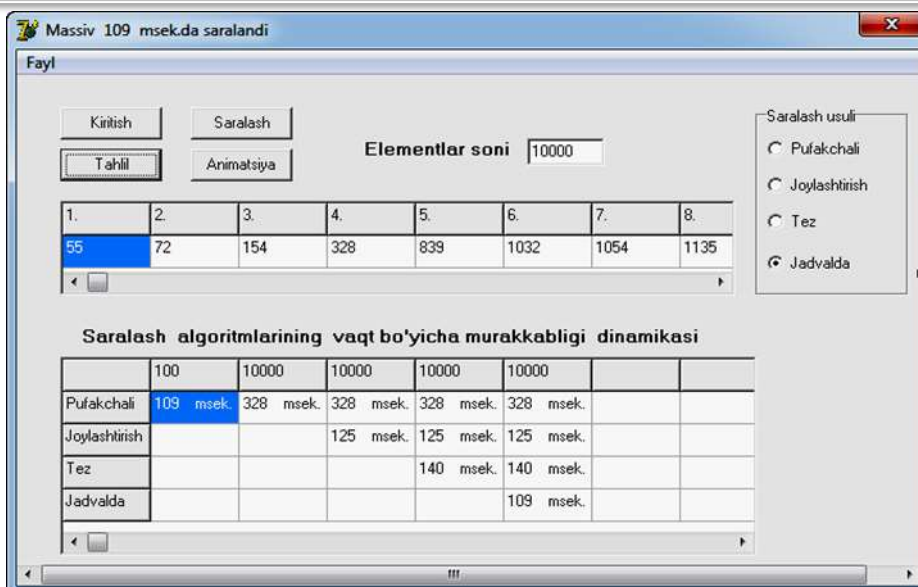 Massiv 109 msek.da saralandi
Fayl
Kiritish
Saralash
Tahlil
Animatsiya
Elementlar soni 10000
Saralash usuli
Pufakchali
Joylashtirish
Tez
Jadvalda
1. 2. 3. 4. 5. 6. 7. 8.
55 72 154 328 839 1032 1054 1135
Saralash algoritmlarining vaqt bo'yicha murakkabligi dinamikasi
100 10000 10000 10000 10000
Pufakchali 109 msek. 328 msek. 328 msek. 328 msek. 328 msek.
Joylashtirish 125 msek. 125 msek. 125 msek.
Tez 140 msek. 140 msek.
Jadvalda 109 msek.